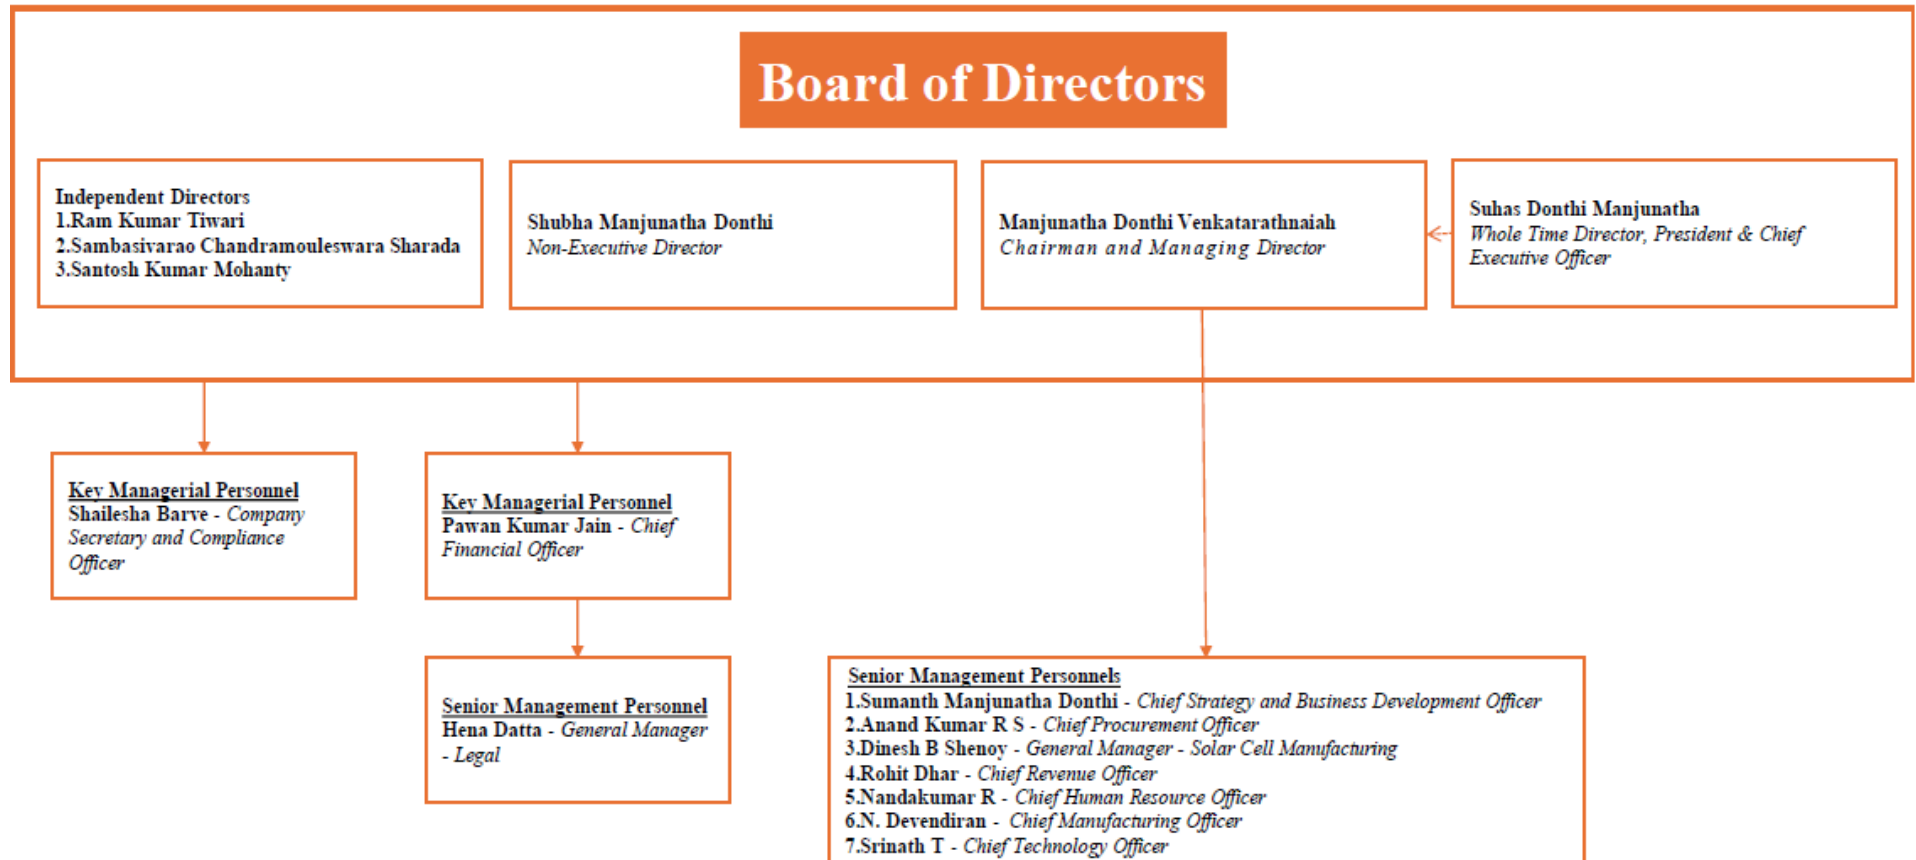 Board of Directors
Independent Directors
1.Ram Kumar Tiwari
2.Sambasivarao Chandramouleswara Sharada
3.Santosh Kumar Mohanty
Shubha Manjunatha Donthi
Non-Executive Director
Manjunatha Donthi Venkatarathnaiah
Chairman and Managing Director
Suhas Donthi Manjunatha
Whole Time Director, President & Chief
Executive Officer
Key Managerial Personnel
Shailesha Barve - Company
Secretary and Compliance
Officer
Key Managerial Personnel
Pawan Kumar Jain - Chief
Financial Officer
Senior Management Personnel
Hena Datta - General Manager
- Legal
Senior Management Personnels
1.Sumanth Manjunatha Donthi - Chief Strategy and Business Development Officer
2.Anand Kumar R S - Chief Procurement Officer
3.Dinesh B Shenoy - General Manager - Solar Cell Manufacturing
4.Rohit Dhar - Chief Revenue Officer
5.Nandakumar R - Chief Human Resource Officer
6.N. Devendiran - Chief Manufacturing Officer
7.Srinath T - Chief Technology Officer